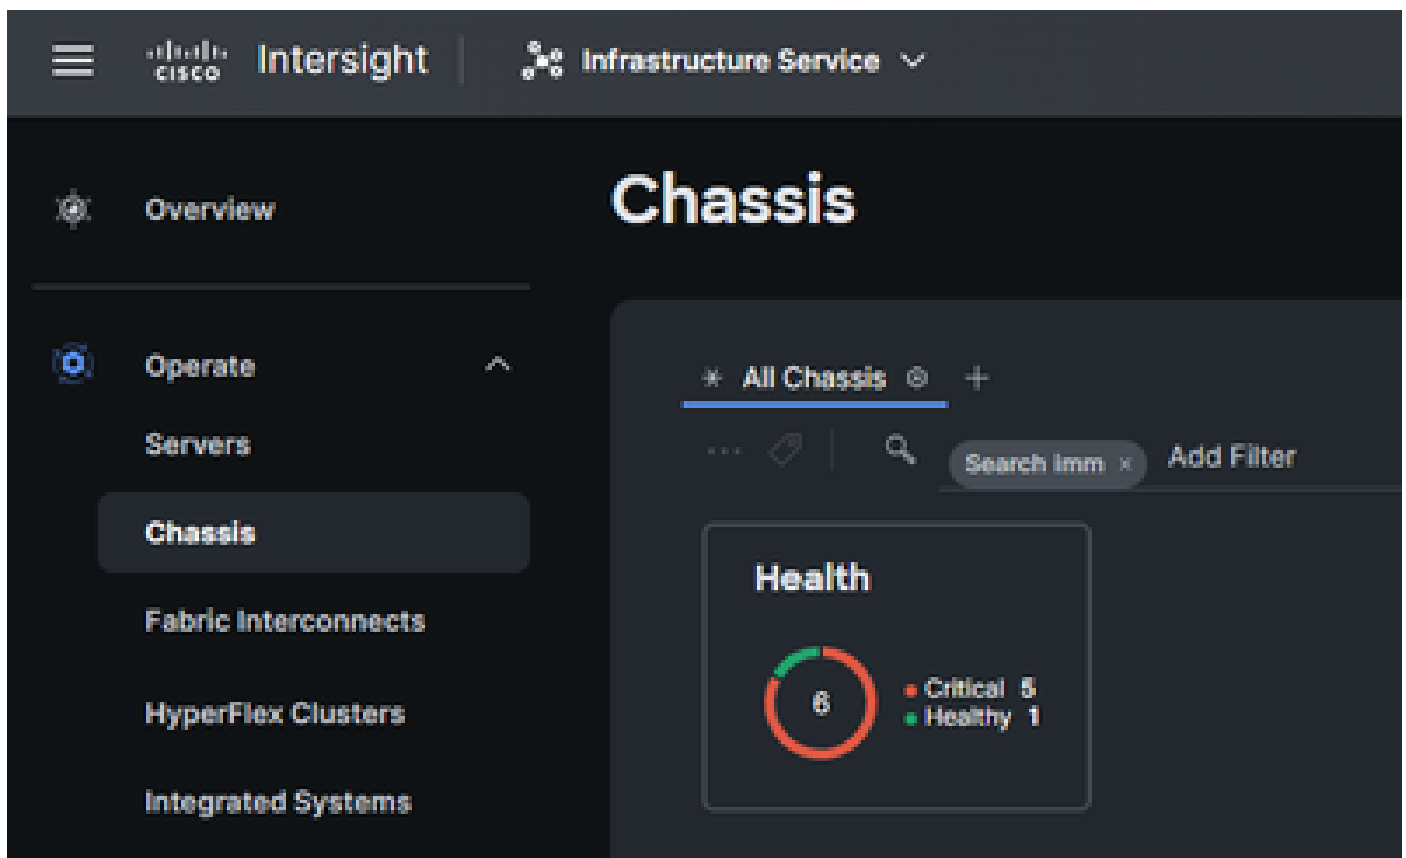 CISCO Intersight Infrastructure Service
Chassis
Overview
Operate
All Chassis
Servers
Search Imm × Add Filter
Chassis
Health
Fabric Interconnects
6
Critical 5
Healthy 1
HyperFlex Clusters
Integrated Systems